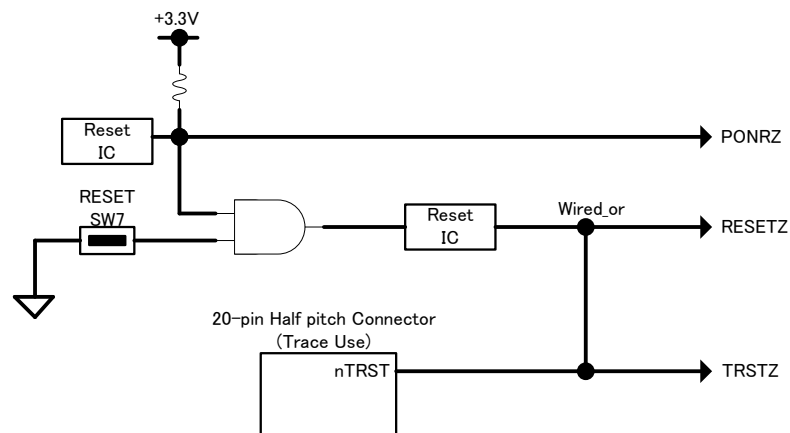 +3.3V
Reset
IC
PONRZ
RESET
SW7
Reset
IC
Wired_or
RESETZ
20-pin Half pitch Connector
(Trace Use)
nTRST
TRSTZ